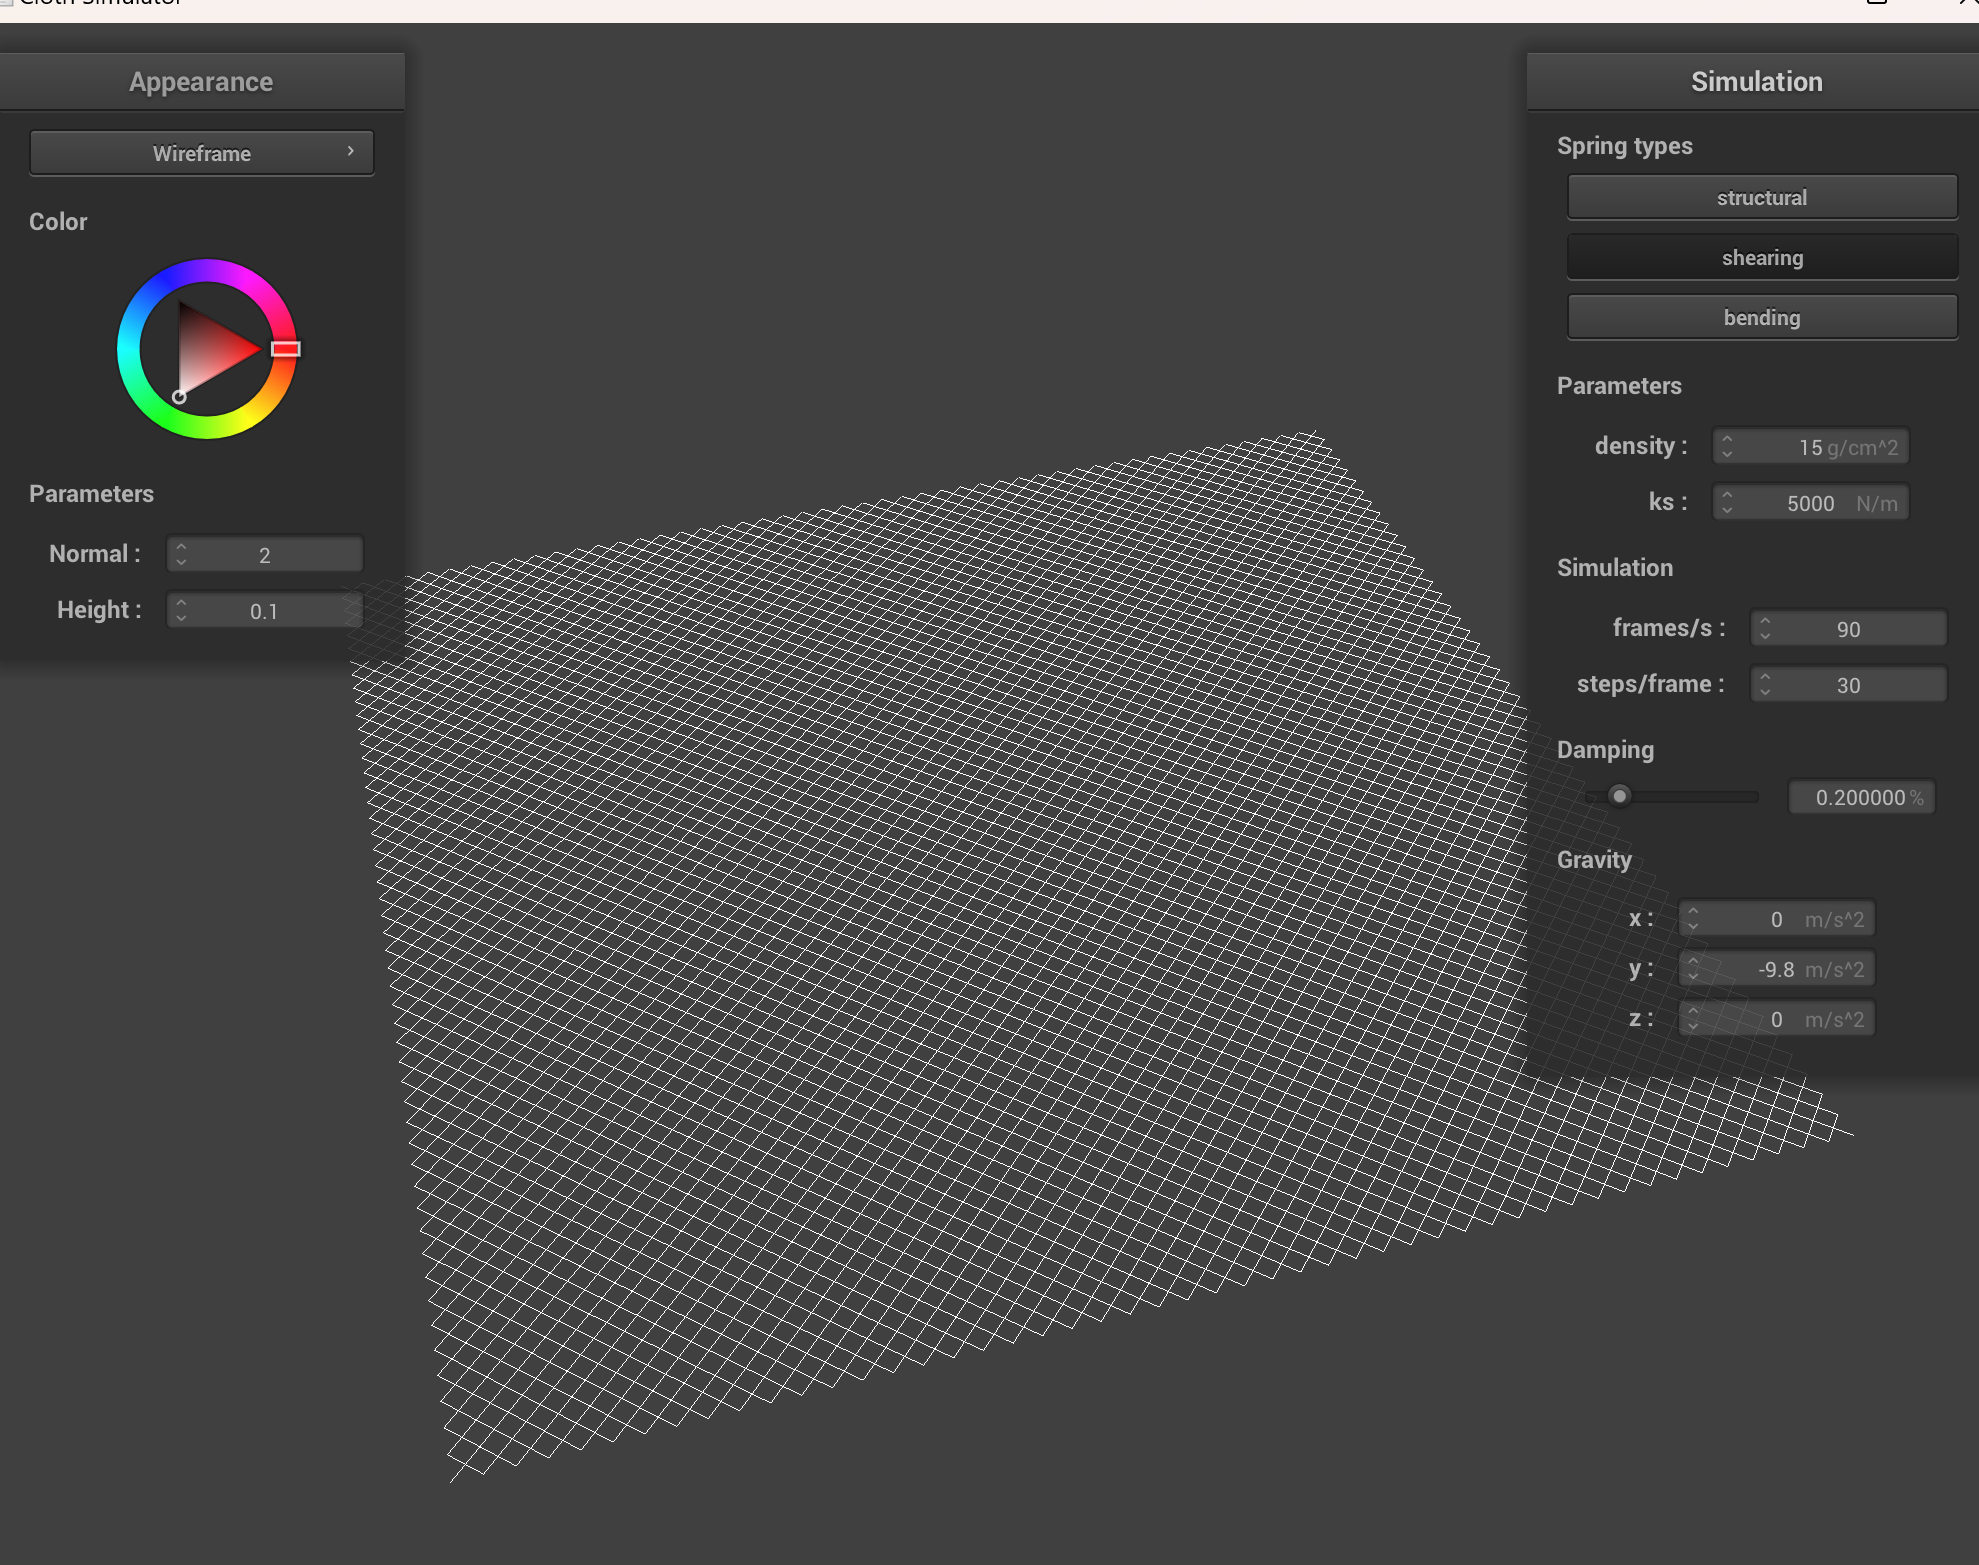 Cloth Simulator
Appearance
Wireframe
Color
Parameters
Normal : 2
Height : 0.1
Simulation
Spring types
structural
shearing
bending
Parameters
density : 15 g/cm^2
ks : 5000 N/m
Simulation
frames/s : 90
steps/frame : 30
Damping
0.200000 %
Gravity
x : 0 m/s^2
y : -9.8 m/s^2
z : 0 m/s^2